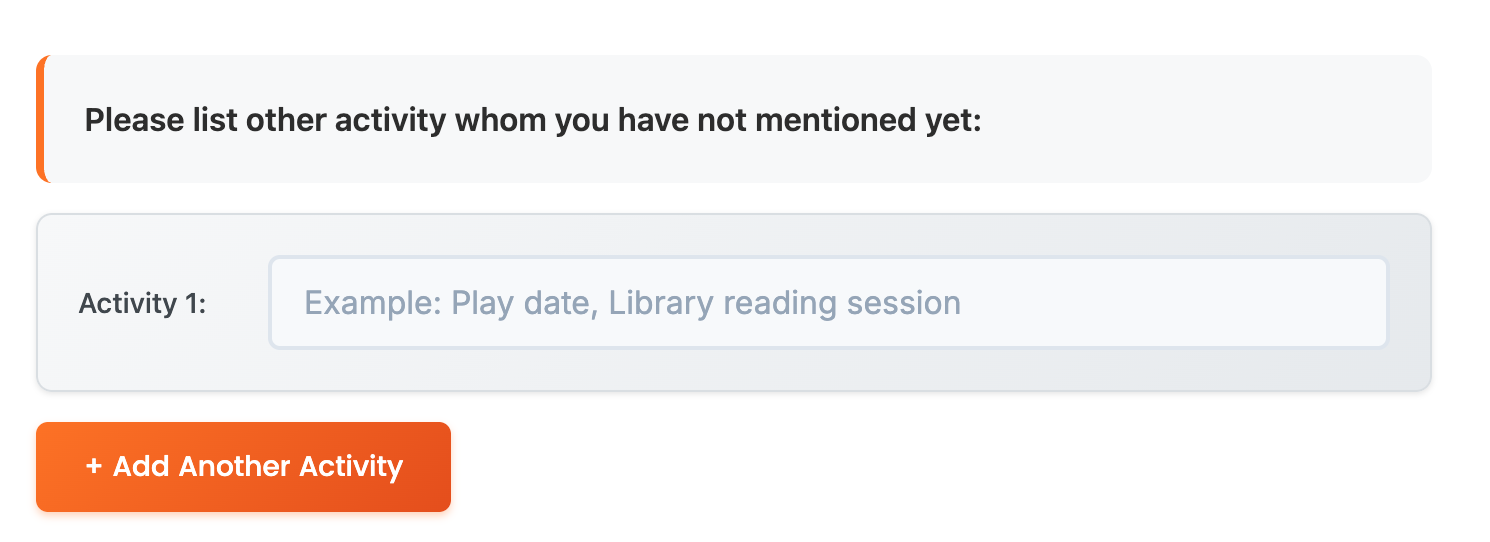 Please list other activity whom you have not mentioned yet:
Activity 1:
Example: Play date, Library reading session
+ Add Another Activity